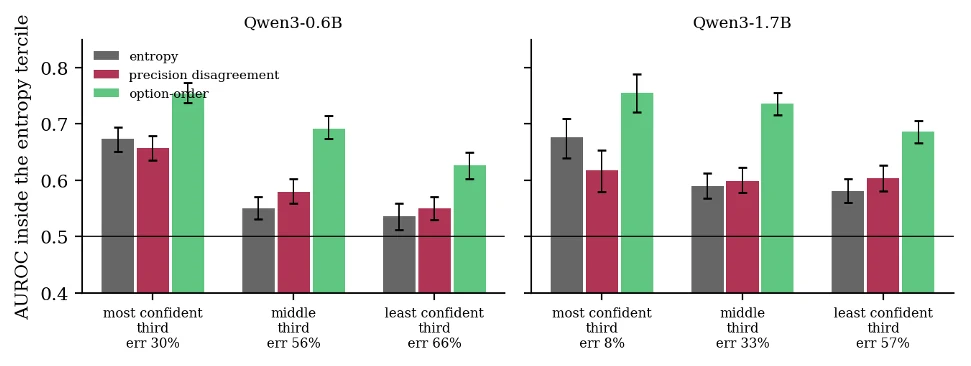 Qwen3-0.6B
Qwen3-1.7B
AUROC inside the entropy tercile
0.8
0.7
0.6
0.5
0.4
entropy
precision disagreement
option-order
most confident
third
err 30%
middle
third
err 56%
least confident
third
err 66%
most confident
third
err 8%
middle
third
err 33%
least confident
third
err 57%